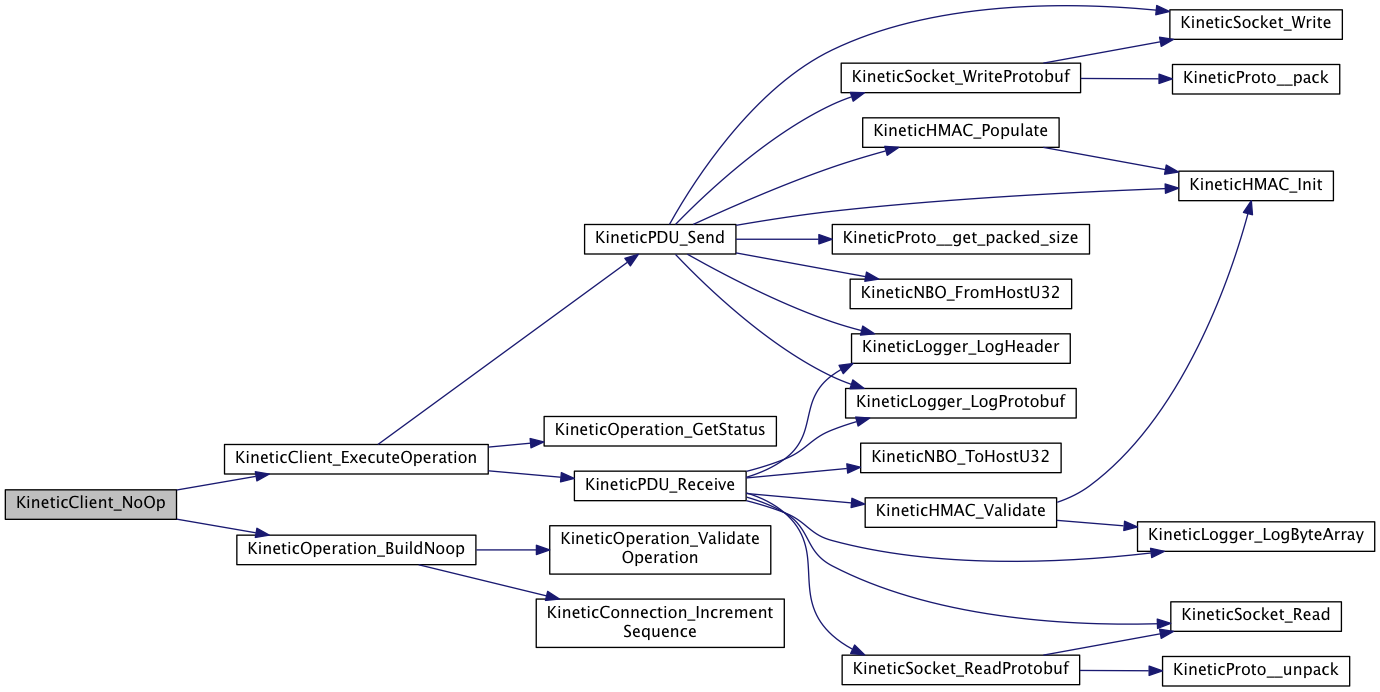 KineticSocket_Write
KineticSocket_WriteProtobuf
KineticProto__pack
KineticHMAC_Populate
KineticHMAC_Init
KineticPDU_Send
KineticProto__get_packed_size
KineticNBO_FromHostU32
KineticLogger_LogHeader
KineticLogger_LogProtobuf
KineticOperation_GetStatus
KineticClient_ExecuteOperation
KineticNBO_ToHostU32
KineticPDU_Receive
KineticClient_NoOp
KineticHMAC_Validate
KineticLogger_LogByteArray
KineticOperation_BuildNoop
KineticOperation_Validate
Operation
KineticConnection_Increment
Sequence
KineticSocket_Read
KineticSocket_ReadProtobuf
KineticProto__unpack